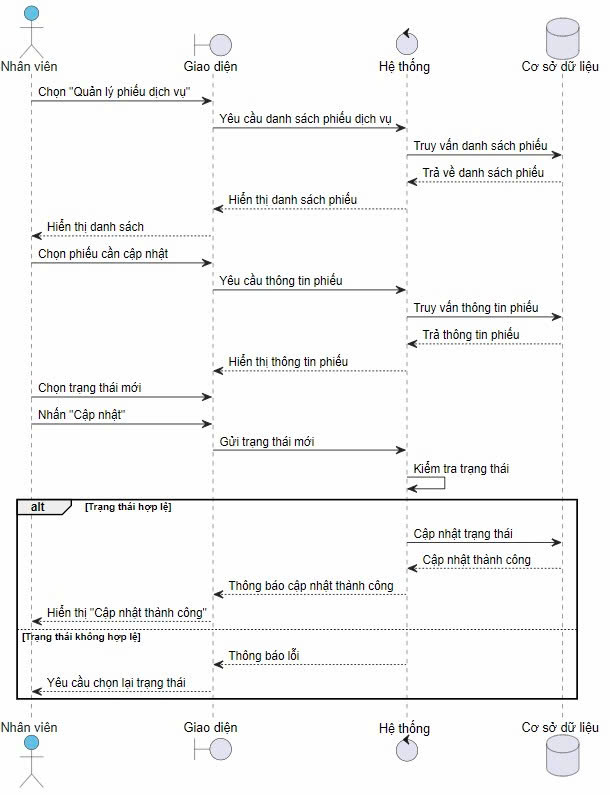 Nhân viên
Giao diện
Hệ thống
Cơ sở dữ liệu
Chọn "Quản lý phiếu dịch vụ"
Yêu cầu danh sách phiếu dịch vụ
Truy vấn danh sách phiếu
Trả về danh sách phiếu
Hiển thị danh sách phiếu
Hiển thị danh sách
Chọn phiếu cần cập nhật
Yêu cầu thông tin phiếu
Truy vấn thông tin phiếu
Trả thông tin phiếu
Hiển thị thông tin phiếu
Chọn trạng thái mới
Nhấn "Cập nhật"
Gửi trạng thái mới
Kiểm tra trạng thái
alt [Trạng thái hợp lệ]
Cập nhật trạng thái
Cập nhật thành công
Thông báo cập nhật thành công
Hiển thị "Cập nhật thành công"
[Trạng thái không hợp lệ]
Thông báo lỗi
Yêu cầu chọn lại trạng thái
Nhân viên
Giao diện
Hệ thống
Cơ sở dữ liệu